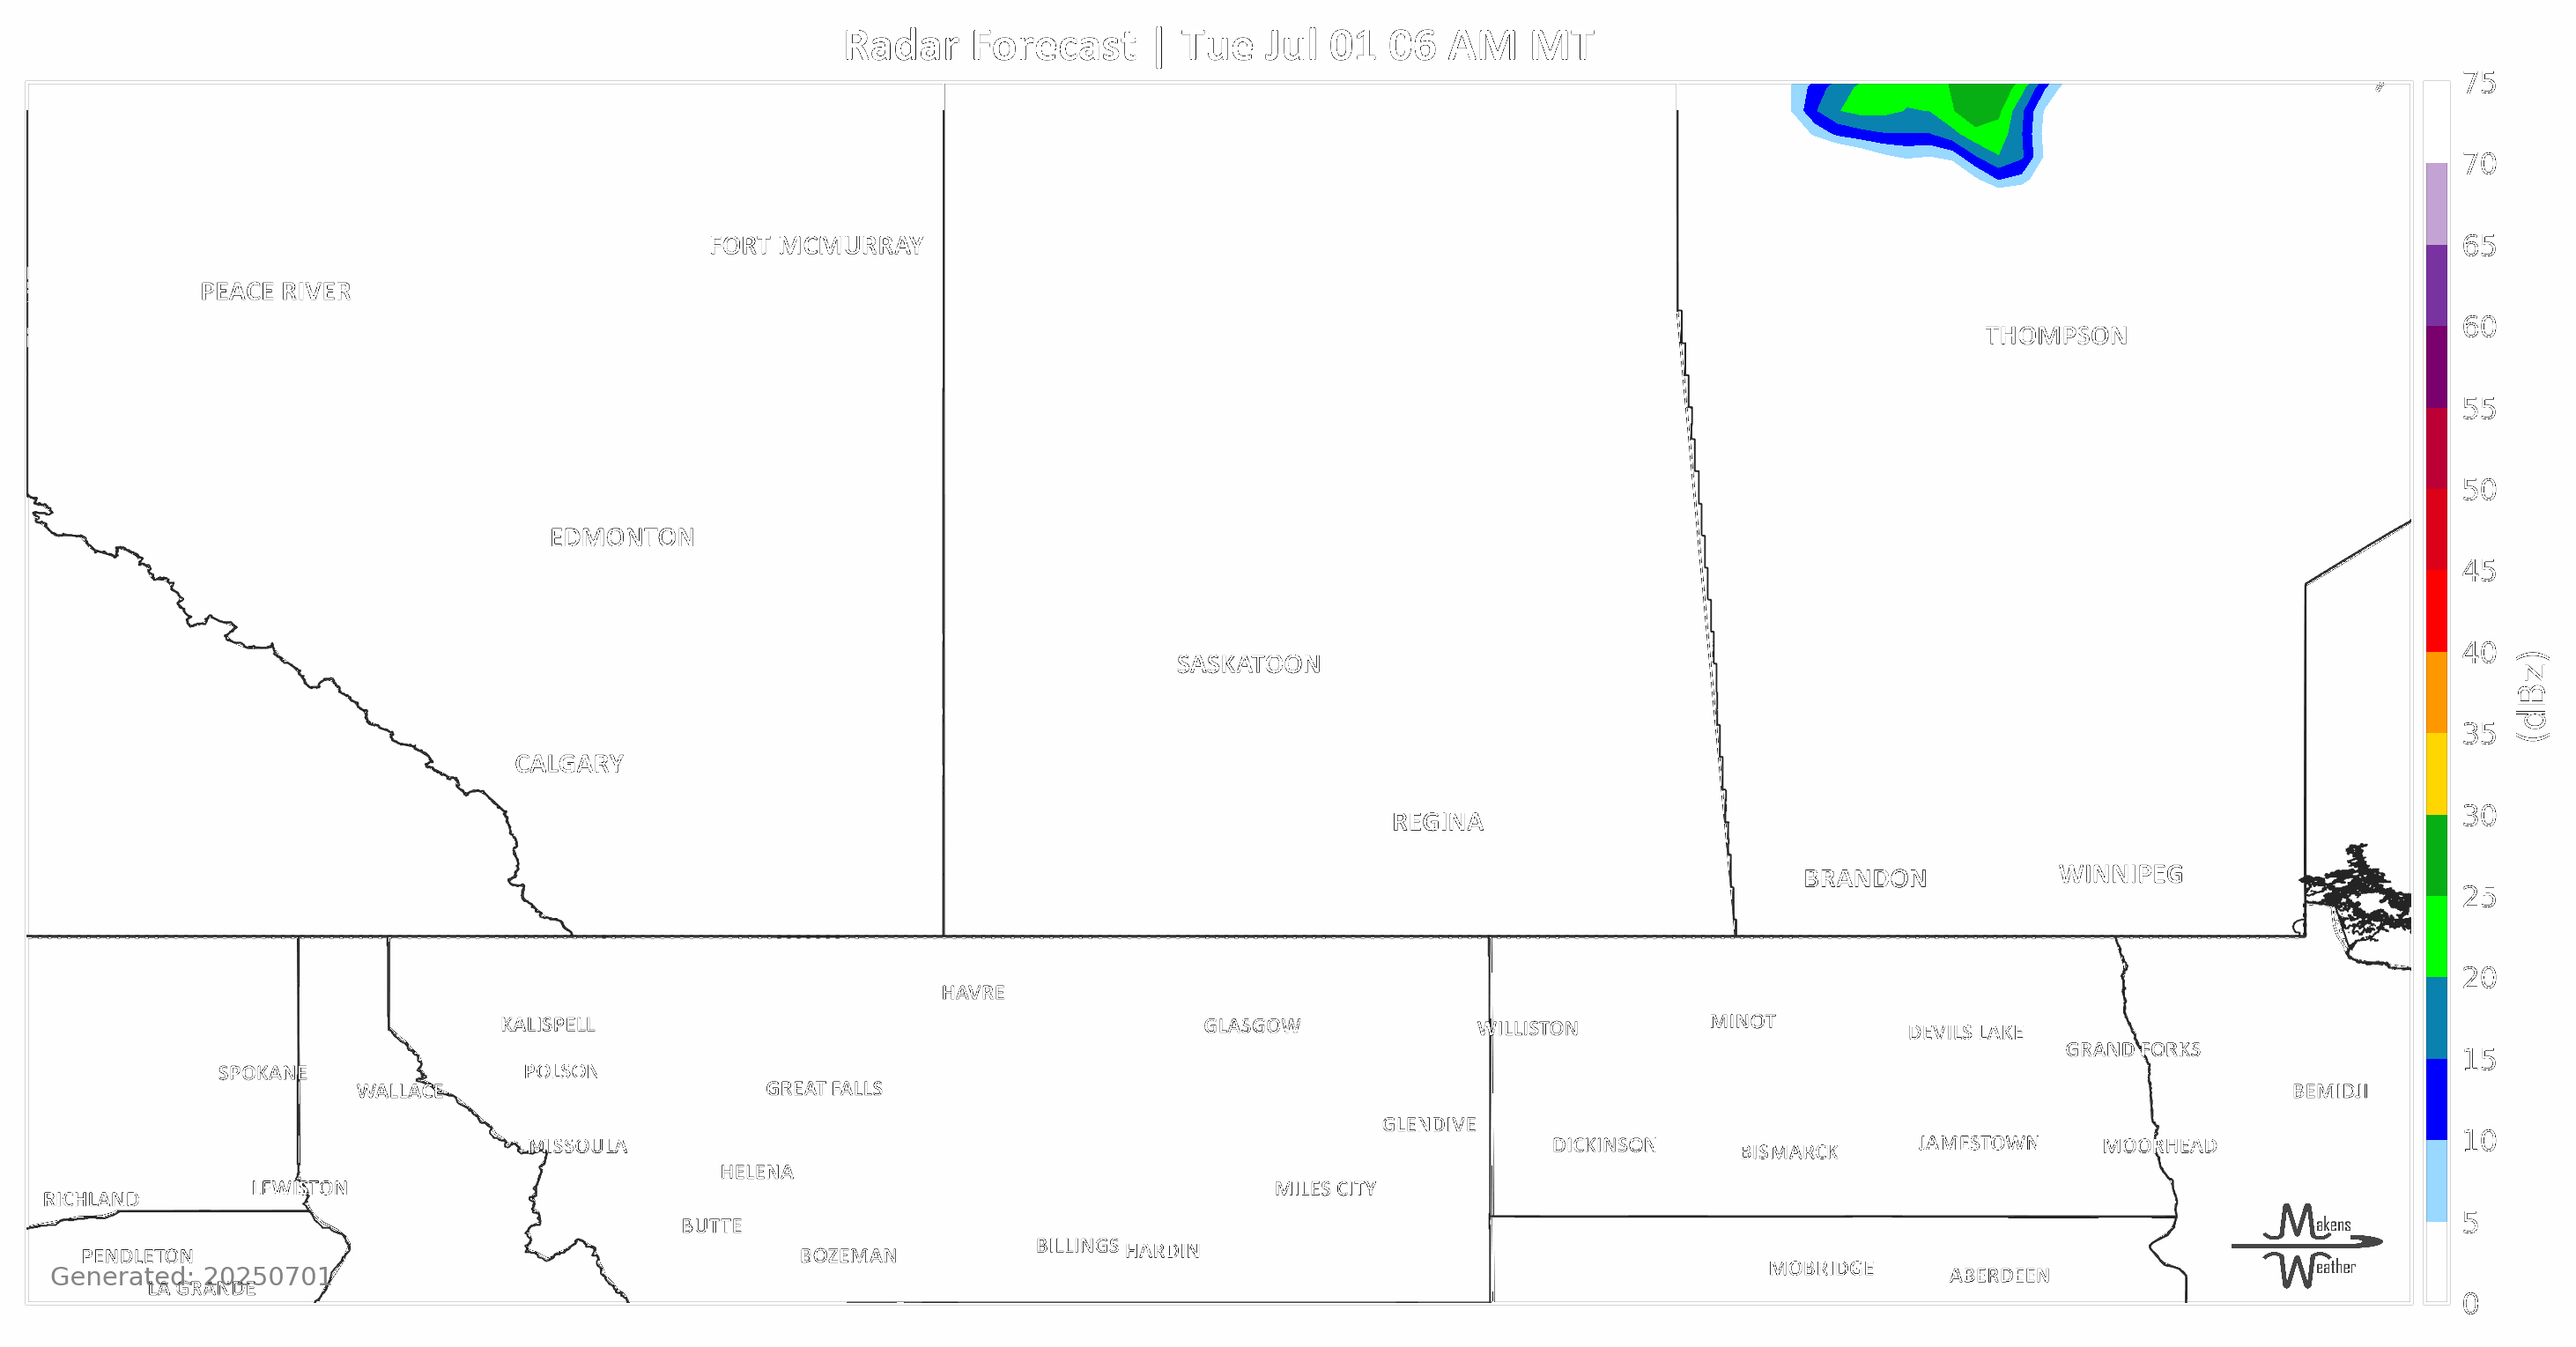 Radar Forecast | Tue Jul 01 06 AM MT
75
70
FORT MCMURRAY
65
PEACE RIVER
60
THOMPSON
55
50
EDMONTON
45
SASKATOON
40
(dBz)
35
CALGARY
30
REGINA
BRANDON
WINNIPEG
25
20
HAVRE
KALISPELL
GLASGOW
WILLISTON
MINOT
DEVILS LAKE
GRAND FORKS
15
SPOKANE
POLSON
WALLACE
GREAT FALLS
BEMIDJI
GLENDIVE
10
MISSOULA
DICKINSON
BISMARCK
JAMESTOWN
MOORHEAD
HELENA
LEWISTON
MILES CITY
RICHLAND
5
BUTTE
Makens
Weather
PENDLETON
BOZEMAN
BILLINGS
HARDIN
MOBRIDGE
ABERDEEN
Generated: 20250701
LA GRANDE
0